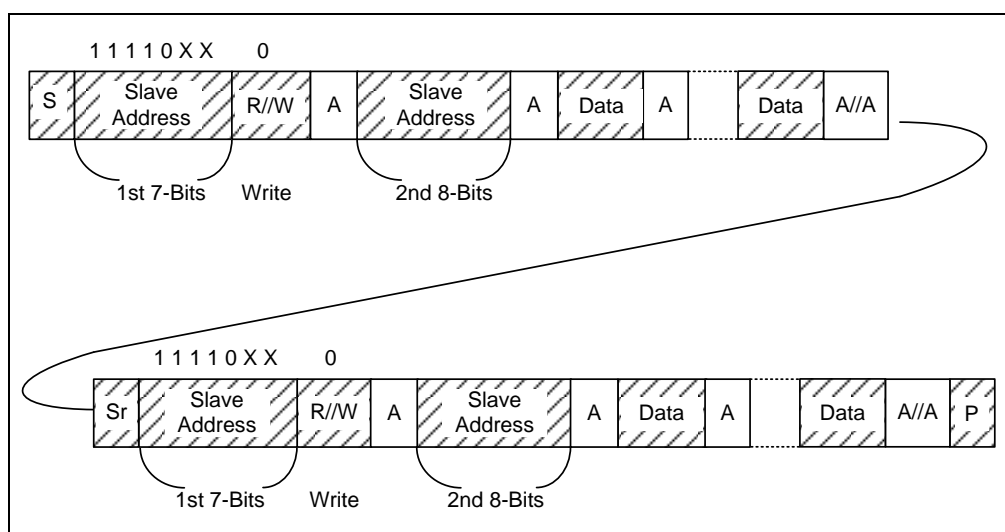 1 1 1 1 0 X X 0
S Slave Address R//W A Slave Address A Data A Data A//A
1st 7-Bits Write 2nd 8-Bits
1 1 1 1 0 X X 0
Sr Slave Address R//W A Slave Address A Data A Data A//A P
1st 7-Bits Write 2nd 8-Bits